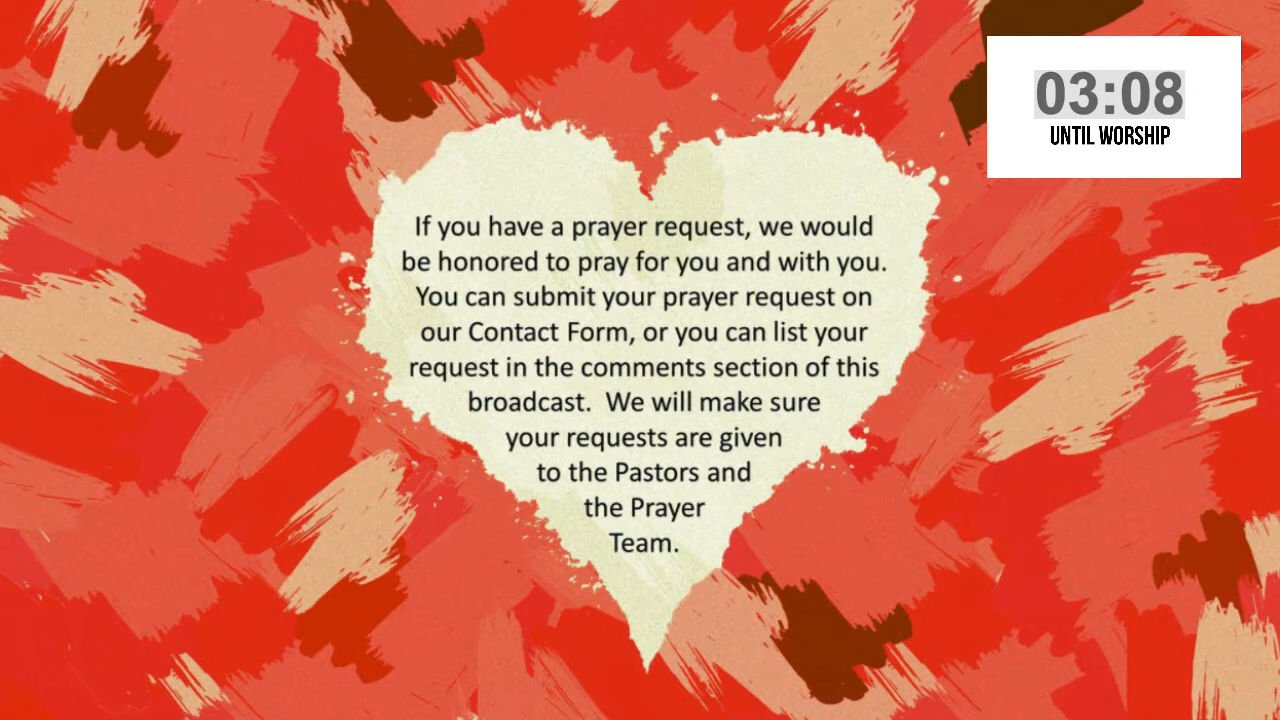 03:08
UNTIL WORSHIP
If you have a prayer request, we would
be honored to pray for you and with you.
You can submit your prayer request on
our Contact Form, or you can list your
request in the comments section of this
broadcast.  We will make sure
your requests are given
to the Pastors and
the Prayer
Team.